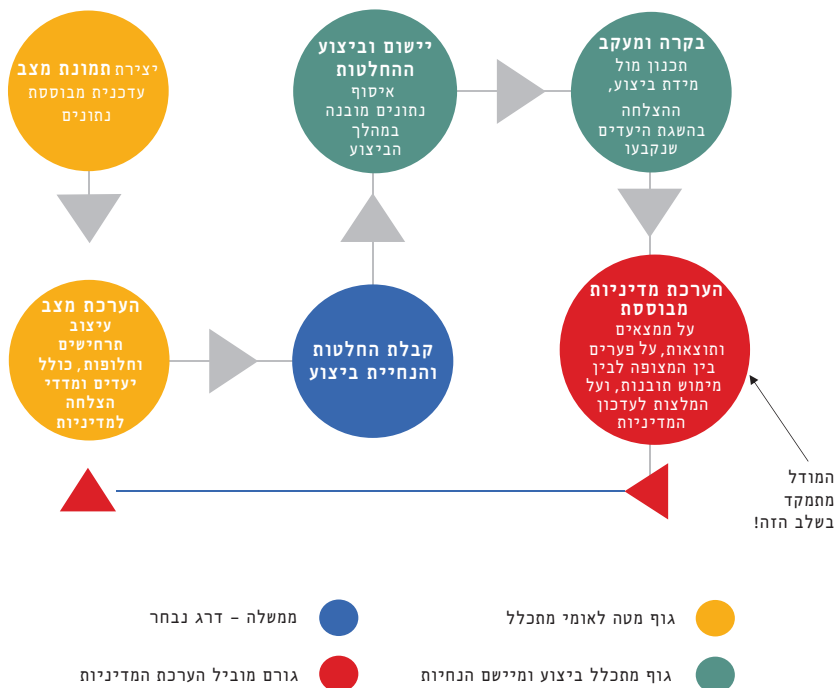 יצירת תמונת מצב
עדכנית מבוססת
נתונים
הערכת מצב
עיצוב
תרחישים
וחלופות, כולל
יעדים ומדדי
הצלחה
למדיניות
קבלת החלטות
והנחיית ביצוע
יישום וביצוע
ההחלטות
איסוף
נתונים מובנה
במהלך
הביצוע
בקרה ומעקב
תכנון מול
מידת ביצוע,
ההצלחה
בהשגת היעדים
שנקבעו
הערכת מדיניות
מבוססת
על ממצאים
ותוצאות, על פערים
בין המצופה לבין
מימוש תובנות, ועל
המלצות לעדכון
המדיניות
המודל
מתמקד
בשלב הזה!
גוף מטה לאומי מתכלל
ממשלה – דרג נבחר
גוף מתכלל ביצוע ומיישם הנחיות
גורם מוביל הערכת המדיניות